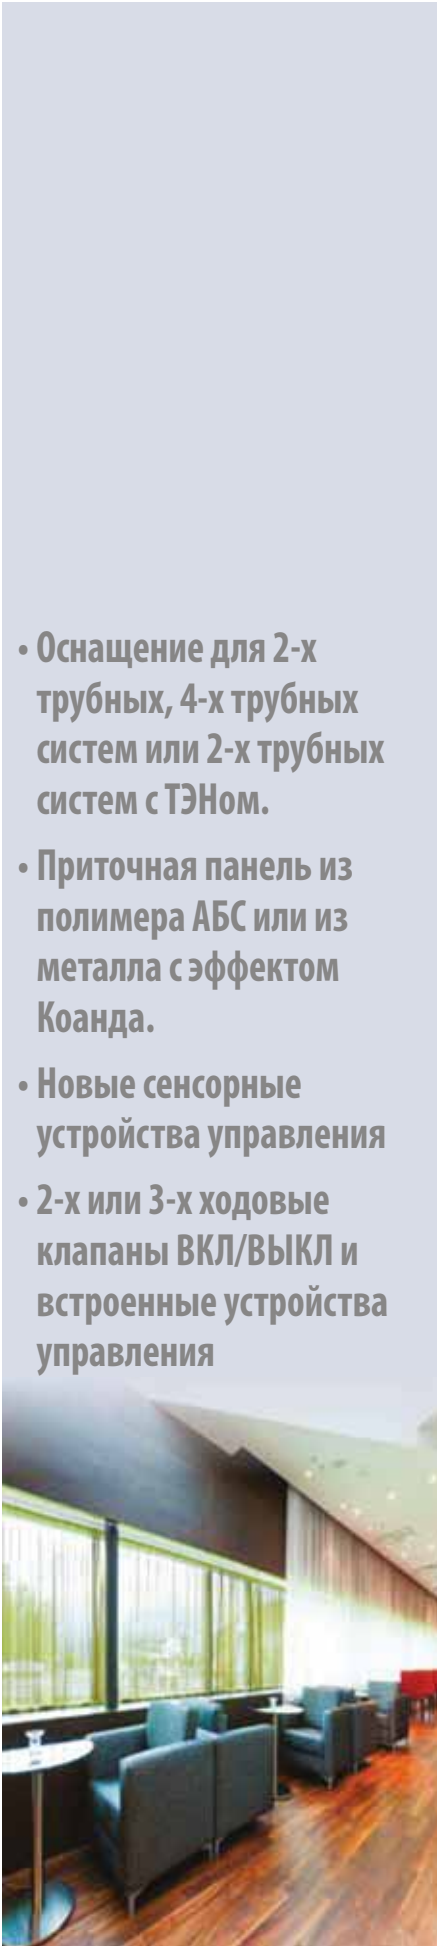 • Оснащение для 2-х
трубных, 4-х трубных
систем или 2-х трубных
систем с ТЭНом.
• Приточная панель из
полимера АБС или из
металла с эффектом
Коанда.
• Новые сенсорные
устройства управления
• 2-х или 3-х ходовые
клапаны ВКЛ/ВЫКЛ и
встроенные устройства
управления